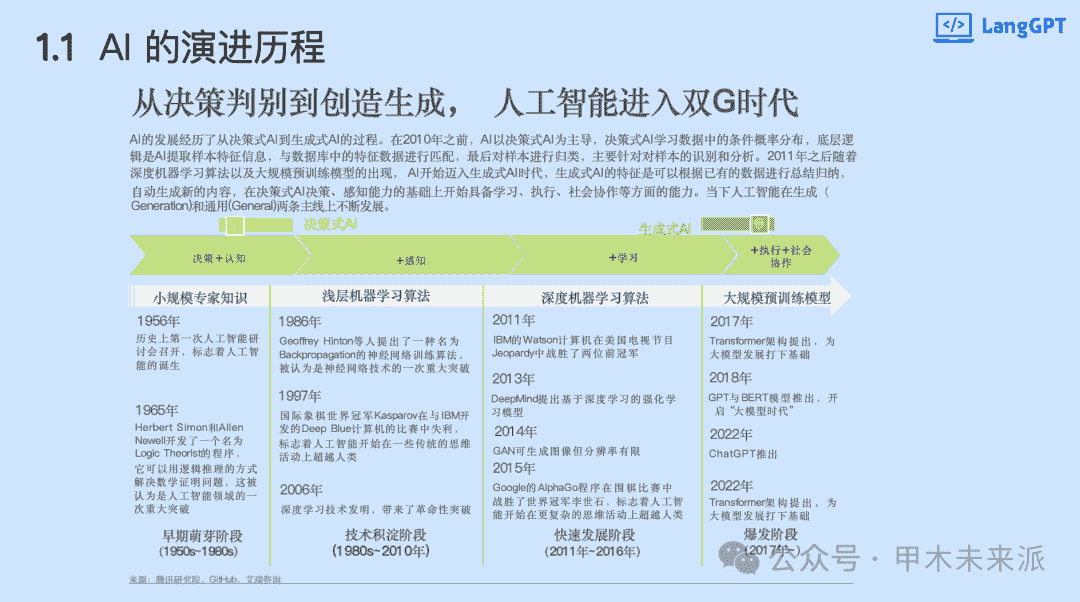 1.1 AI 的演进历程
LangGPT
从决策判别到创造生成， 人工智能进入双G时代
AI的发展经历了从决策式AI到生成式AI的过程。在2010年之前，AI以决策式AI为主导，决策式AI学习数据中的条件概率分布，底层逻
辑是AI提取样本特征信息，与数据库中的特征数据进行匹配，最后对样本进行归类，主要针对对样本的识别和分析。2011年之后随着
深度机器学习算法以及大规模预训练模型的出现， AI开始迈入生成式AI时代，生成式AI的特征是可以根据已有的数据进行总结归纳，
自动生成新的内容，在决策式AI决策、感知能力的基础上开始具备学习、执行、社会协作等方面的能力。当下人工智能在生成（
Generation)和通用(General)两条主线上不断发展。
决策式AI
生成式AI
决策＋认知
+感知
+学习
+执行+社会
协作
小规模专家知识
1956年
历史上第一次人工智能研
讨会召开，标志着人工智
能的诞生
1965年
Herbert Simon和Allen
Newell开发了一个名为
Logic Theorist的程序，
它可以用逻辑推理的方式
解决数学证明问题，这被
认为是人工智能领域的一
次重大突破
早期萌芽阶段
(1950s~1980s)
浅层机器学习算法
1986年
Geoffrey Hinton等人提出了一种名为
Backpropagation的神经网络训练算法，
被认为是神经网络技术的一次重大突破
1997年
国际象棋世界冠军Kasparov在与IBM开
发的Deep Blue计算机的比赛中失利，
标志着人工智能开始在一些传统的思维
活动上超越人类
2006年
深度学习技术发明，带来了革命性突破
技术积淀阶段
(1980s~2010年)
深度机器学习算法
2011年
IBM的Watson计算机在美国电视节目
Jeopardy中战胜了两位前冠军
2013年
DeepMind提出基于深度学习的强化学
习模型
2014年
GAN可生成图像但分辨率有限
2015年
Google的AlphaGo程序在围棋比赛中
战胜了世界冠军李世石，标志着人工智
能开始在更复杂的思维活动上超越人类
快速发展阶段
(2011年~2016年)
大规模预训练模型
2017年
Transformer架构提出，为
大模型发展打下基础
2018年
GPT与BERT模型推出，开
启“大模型时代”
2022年
ChatGPT推出
2022年
Transformer架构提出，为
大模型发展打下基础
爆发阶段
(2017年~)
来源：腾讯研究院、GitHub、艾瑞咨询
公众号 · 甲木未来派